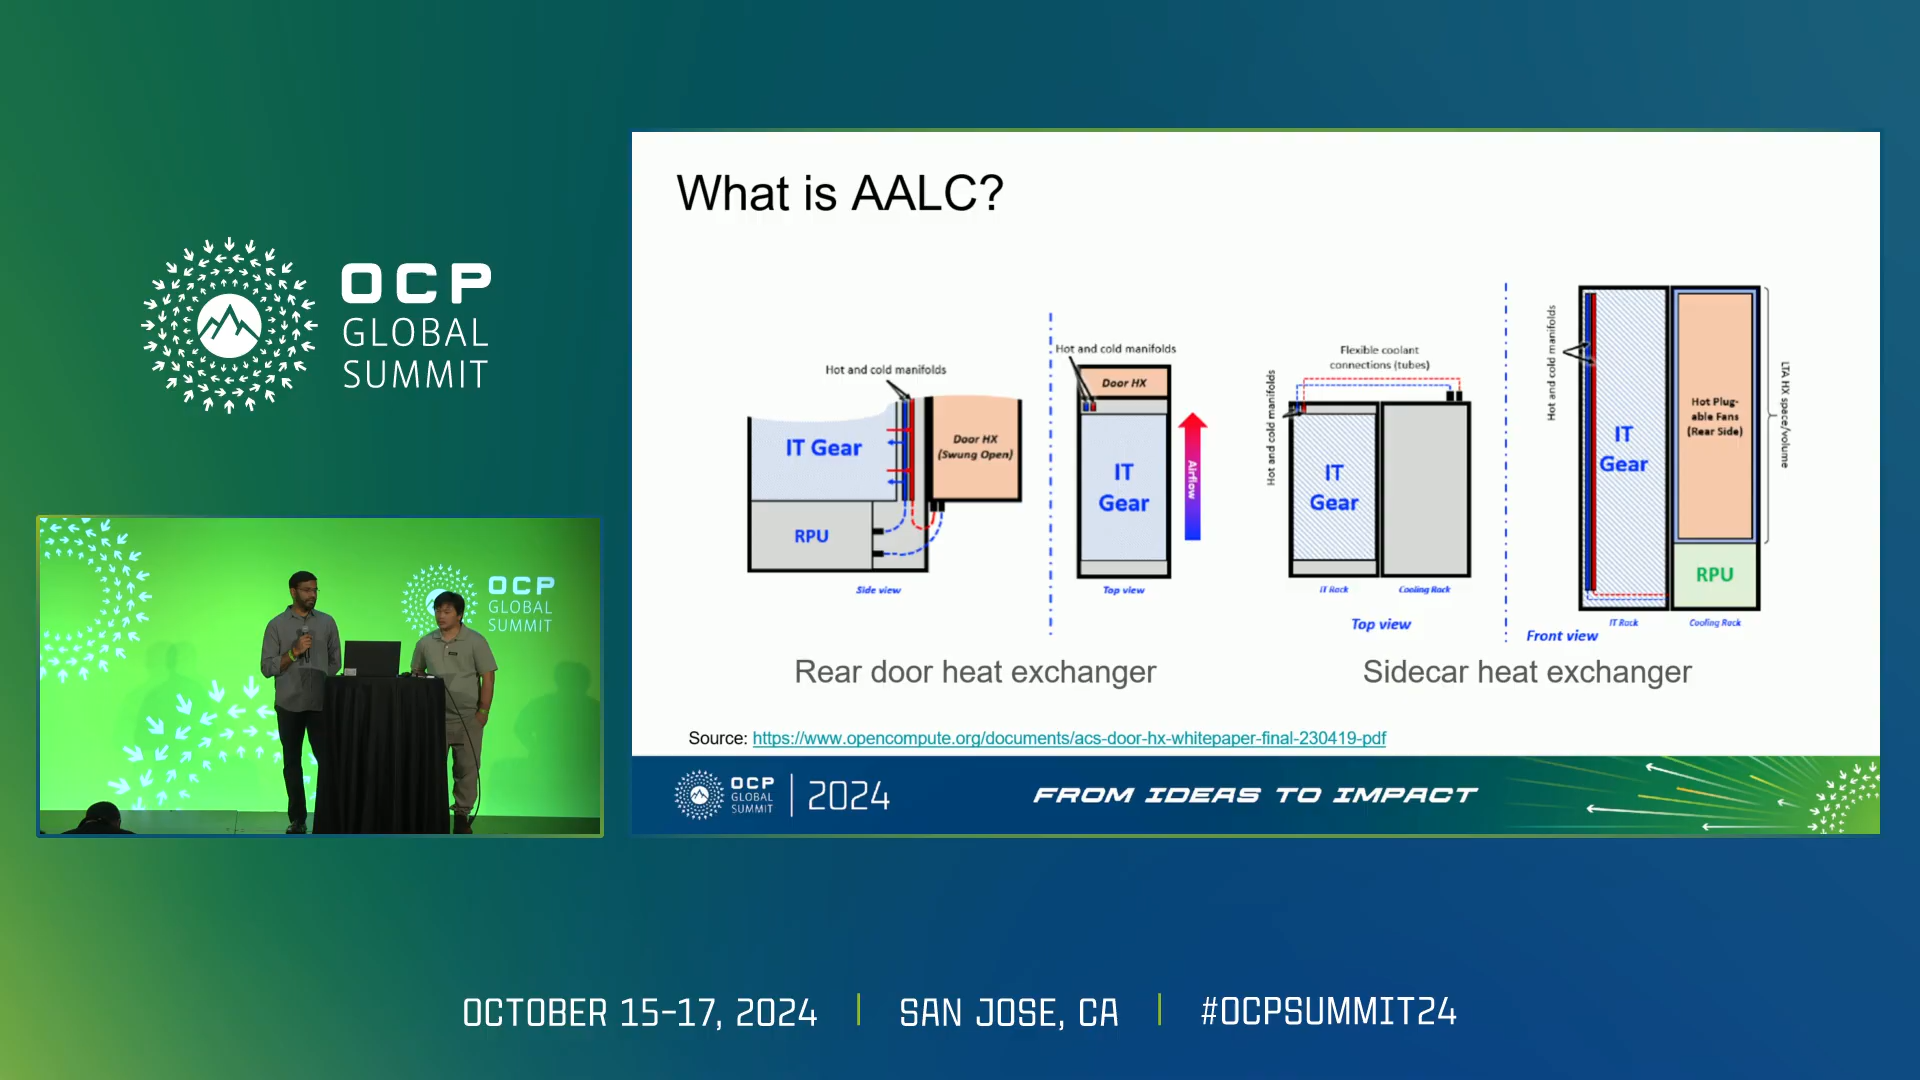 OCP
GLOBAL
SUMMIT
OCP
GLOBAL
SUMMIT
What is AALC?
Hot and cold manifolds
IT Gear
Door HX
(Swung Open)
RPU
Side view
Hot and cold manifolds
Door HX
IT
Gear
Airflow
Top view
Rear door heat exchanger
Flexible coolant
connections (tubes)
Hot and cold manifolds
IT
Gear
IT Rack
Cooling Rack
Top view
Hot and cold manifolds
IT
Gear
Hot Plug-
able Fans
(Rear Side)
LTA HX space/volume
RPU
IT Rack
Cooling Rack
Front view
Sidecar heat exchanger
Source: https://www.opencompute.org/documents/acs-door-hx-whitepaper-final-230419-pdf
OCP
GLOBAL
SUMMIT
2024
FROM IDEAS TO IMPACT
OCTOBER 15-17, 2024
SAN JOSE, CA
#OCPSUMMIT24